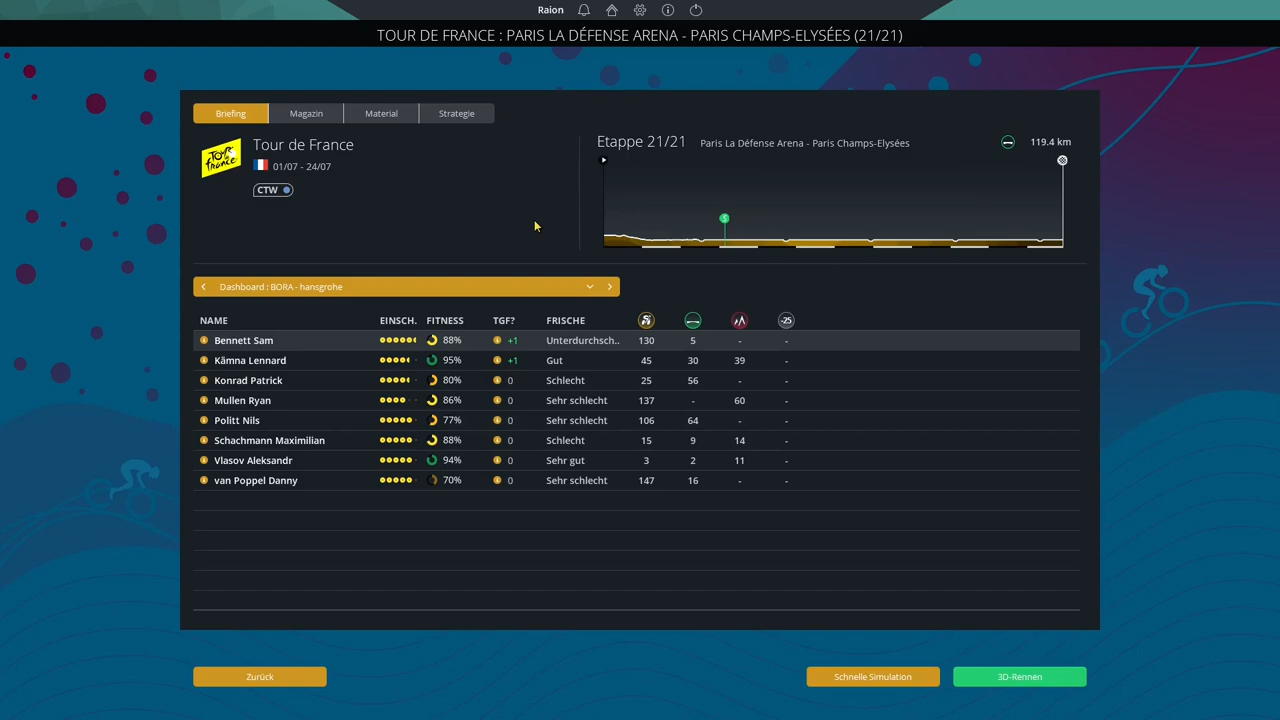 Raion
TOUR DE FRANCE : PARIS LA DÉFENSE ARENA - PARIS CHAMPS-ELYSÉES (21/21)
Briefing Magazin Material Strategie
TOUR france
Tour de France
01/07 - 24/07
CTW
Etappe 21/21 Paris La Défense Arena - Paris Champs-Elysées 119.4 km
S
Dashboard : BORA - hansgrohe
NAME EINSCH. FITNESS TGF? FRISCHE -25
Bennett Sam 88% +1 Unterdurchsch.. 130 5 - -
Kämna Lennard 95% +1 Gut 45 30 39 -
Konrad Patrick 80% 0 Schlecht 25 56 - -
Mullen Ryan 86% 0 Sehr schlecht 137 - 60 -
Politt Nils 77% 0 Sehr schlecht 106 64 - -
Schachmann Maximilian 88% 0 Schlecht 15 9 14 -
Vlasov Aleksandr 94% 0 Sehr gut 3 2 11 -
van Poppel Danny 70% 0 Sehr schlecht 147 16 - -
Zurück Schnelle Simulation 3D-Rennen